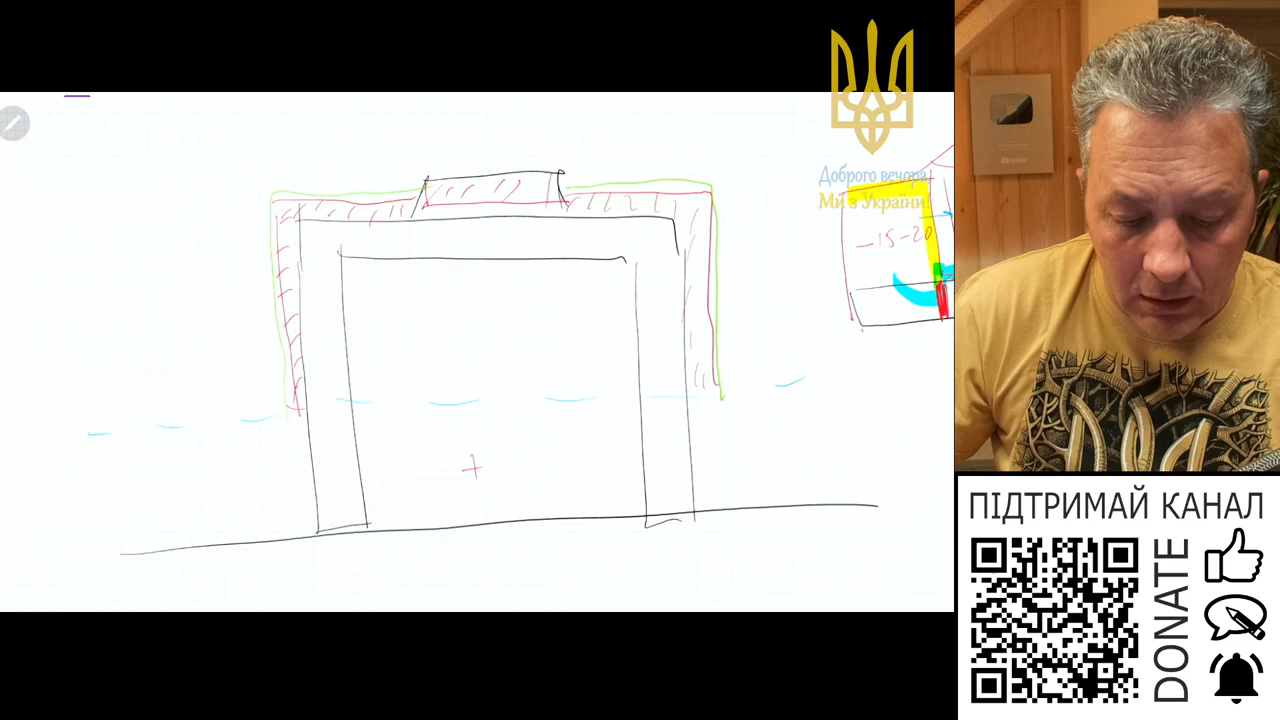 Доброго вечора
Ми з України!
-15-20
ПІДТРИМАЙ КАНАЛ
DONATE